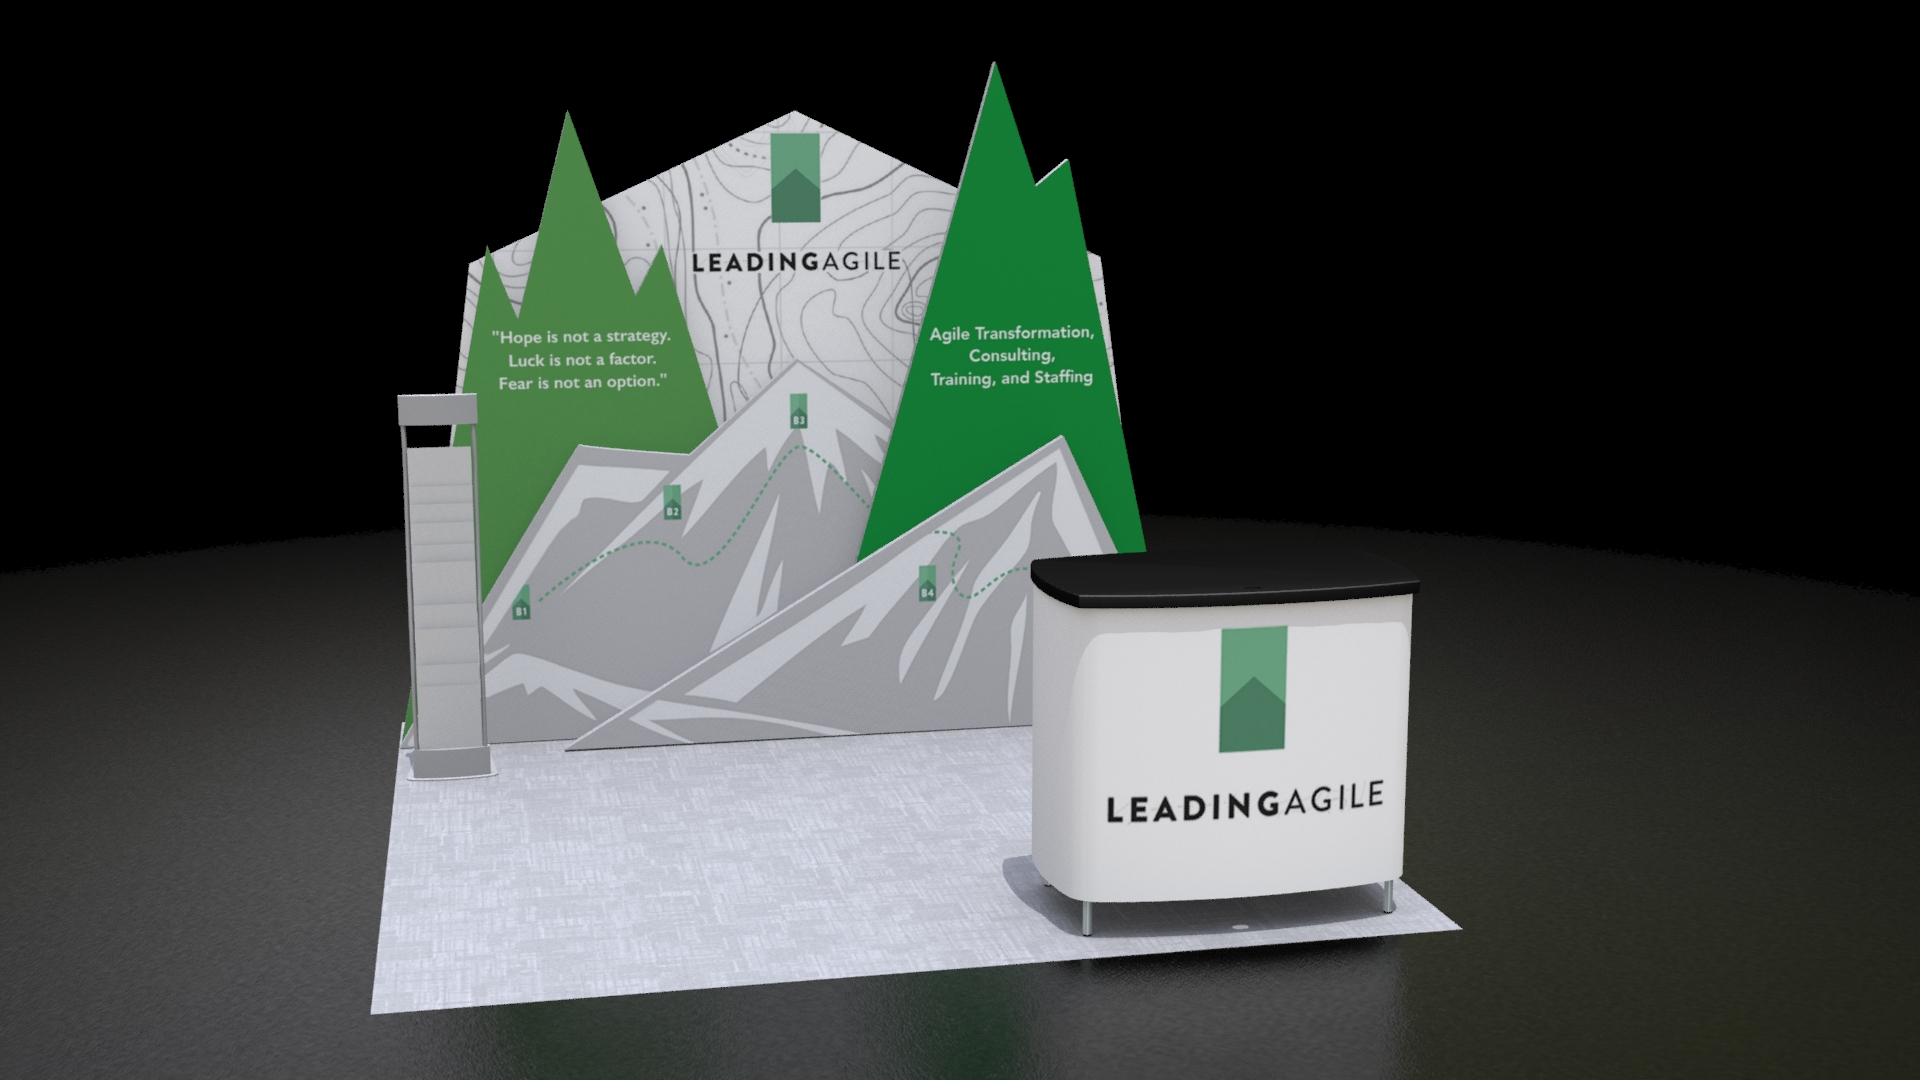 LEADINGAGILE
"Hope is not a strategy.
Luck is not a factor.
Fear is not an option."
Agile Transformation,
Consulting,
Training, and Staffing
B3
B2
B4
B1
LEADINGAGILE